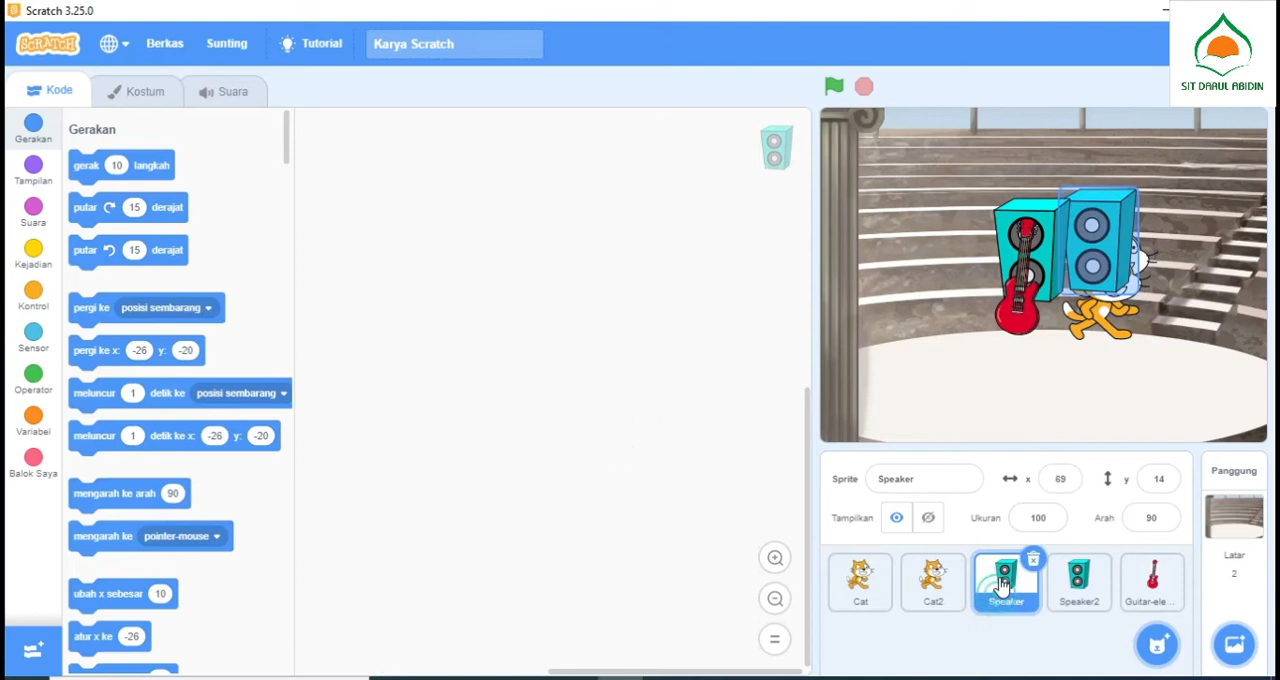 Scratch 3.25.0
SCRATCH
Berkas
Sunting
Tutorial
Karya Scratch
SIT DARUL ABIDIN
Kode
Kostum
Suara
Gerakan
Tampilan
Suara
Kejadian
Kontrol
Sensor
Operator
Variabel
Balok Saya
Gerakan
gerak 10 langkah
putar 15 derajat
putar 15 derajat
pergi ke posisi sembarang
pergi ke x: -26 y: -20
meluncur 1 detik ke posisi sembarang
meluncur 1 detik ke x: -26 y: -20
mengarah ke arah 90
mengarah ke pointer-mouse
ubah x sebesar 10
atur x ke -26
Sprite Speaker x 69 y 14
Tampilkan Ukuran 100 Arah 90
Cat
Cat2
Speaker
Speaker2
Guitar-ele...
Panggung
Latar
2